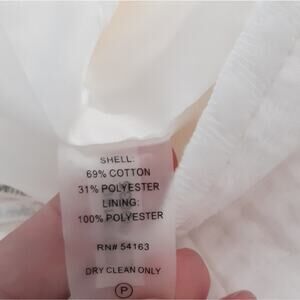 SHELL:
69% COTTON
31% POLYESTER
LINING:
100% POLYESTER
RN# 54163
DRY CLEAN ONLY
P